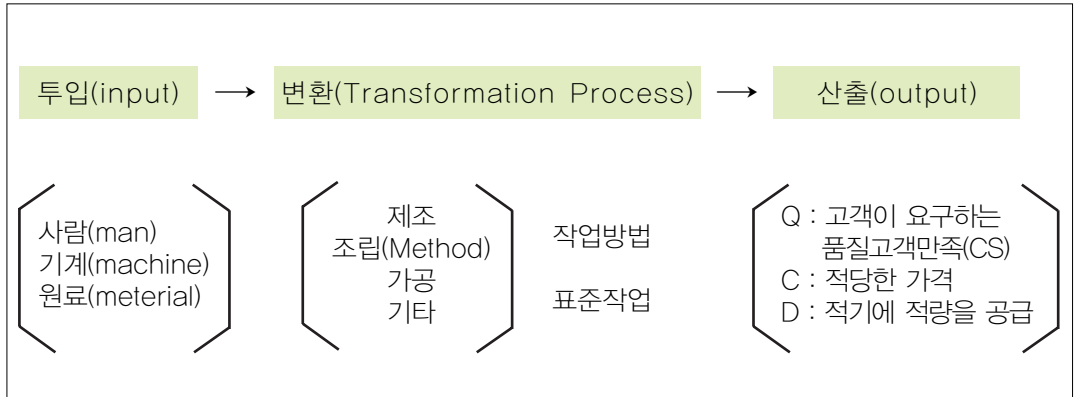 투입(input) → 변환(Transformation Process) → 산출(output)
사람(man)
기계(machine)
원료(meterial)
제조
조립(Method)
가공
기타
작업방법
표준작업
Q : 고객이 요구하는
품질고객만족(CS)
C : 적당한 가격
D : 적기에 적량을 공급